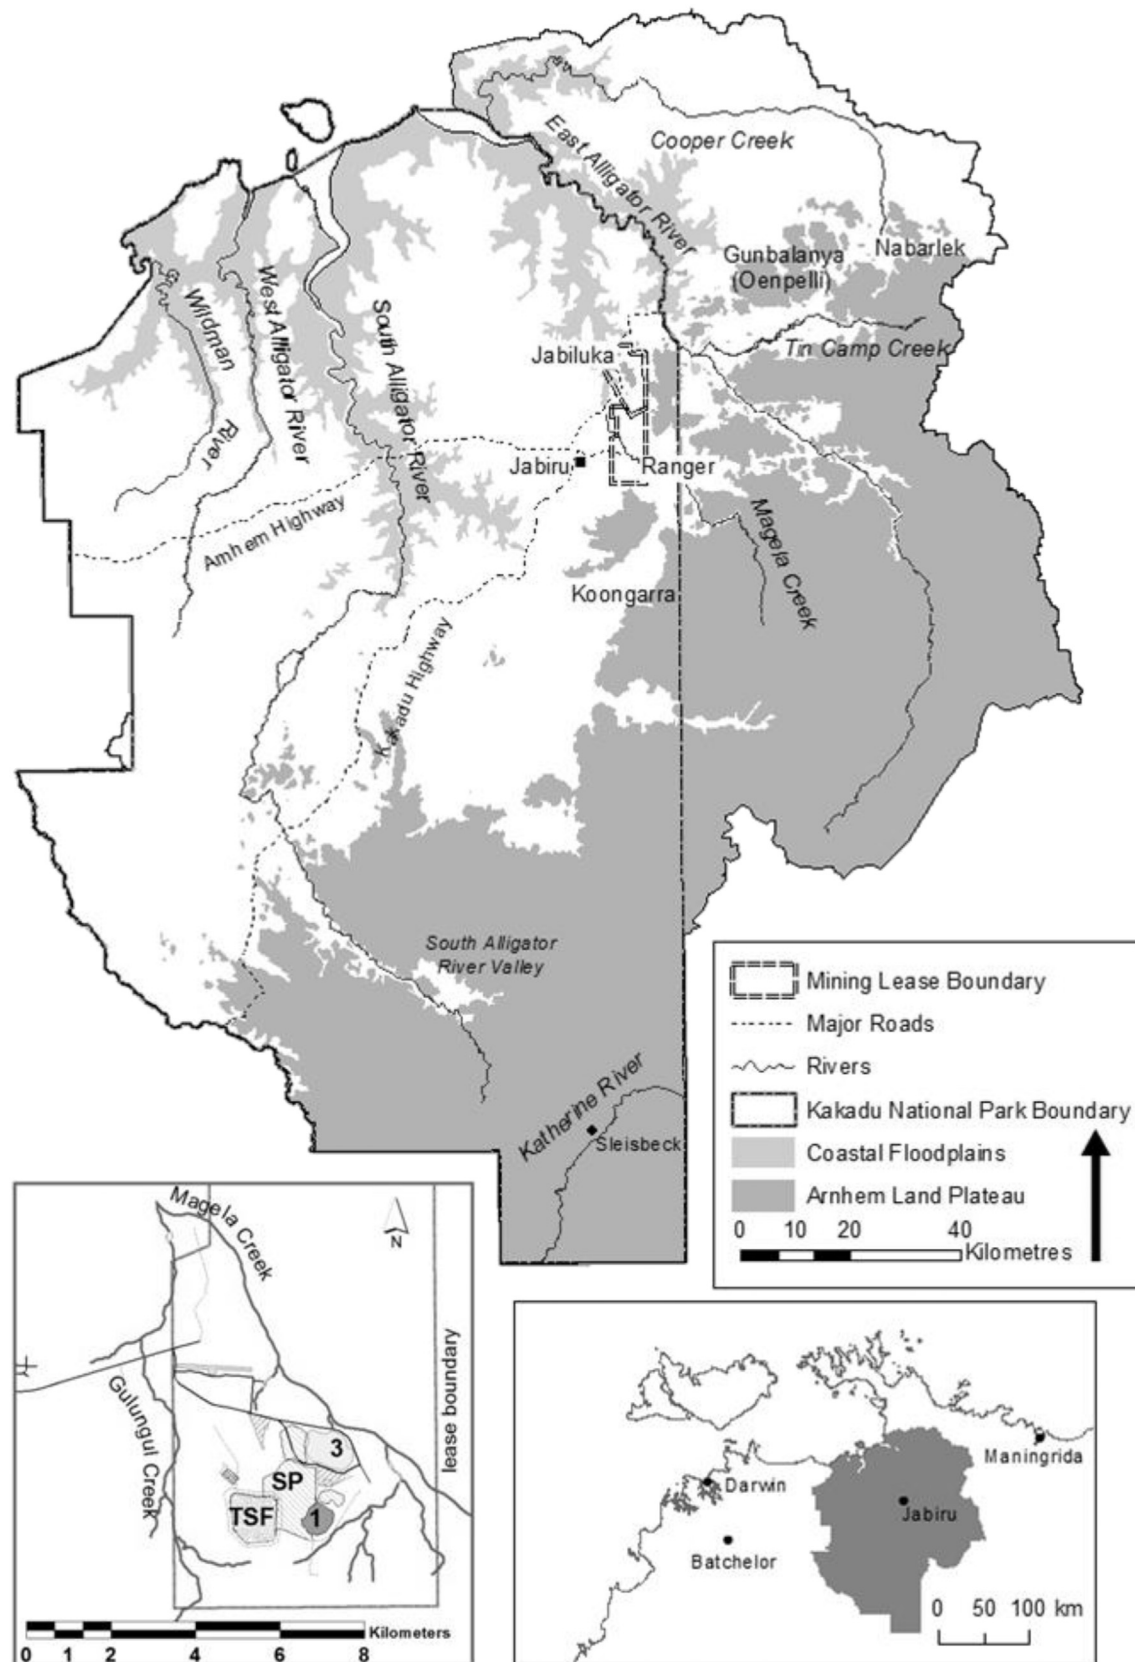 Cooper Creek
East Alligator River
Gunbalanya
(Oenpelli)
Nabarlek
Wildman
River
West Alligator River
South Alligator
River
Tin Camp Creek
Jabiluka
Jabiru
Ranger
Arnhem Highway
Magela Creek
Koongarra
Kakadu Highway
South Alligator
River Valley
Katherine River
Sleisbeck
Mining Lease Boundary
Major Roads
Rivers
Kakadu National Park Boundary
Coastal Floodplains
Arnhem Land Plateau
0 10 20 40
Kilometres
Magela Creek
N
Gulungul Creek
lease boundary
3
SP
TSF
1
Kilometers
0 1 2 4 6 8
Maningrida
Darwin
Jabiru
Batchelor
0 50 100 km